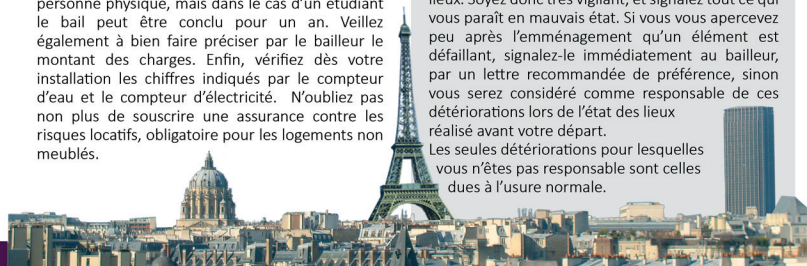 personne physique, mais dans le cas d'un étudiant
le bail peut être conclu pour un an. Veillez
également à bien faire préciser par le bailleur le
montant des charges. Enfin, vérifiez dès votre
installation les chiffres indiqués par le compteur
d'eau et le compteur d'électricité. N'oubliez pas
non plus de souscrire une assurance contre les
risques locatifs, obligatoire pour les logements non
meublés.
lieux. Soyez donc très vigilant, et signalez tout ce qui
vous paraît en mauvais état. Si vous vous apercevez
peu après l'emménagement qu'un élément est
défaillant, signalez-le immédiatement au bailleur,
par un lettre recommandée de préférence, sinon
vous serez considéré comme responsable de ces
détériorations lors de l'état des lieux
réalisé avant votre départ.
Les seules détériorations pour lesquelles
vous n'êtes pas responsable sont celles
dues à l'usure normale.